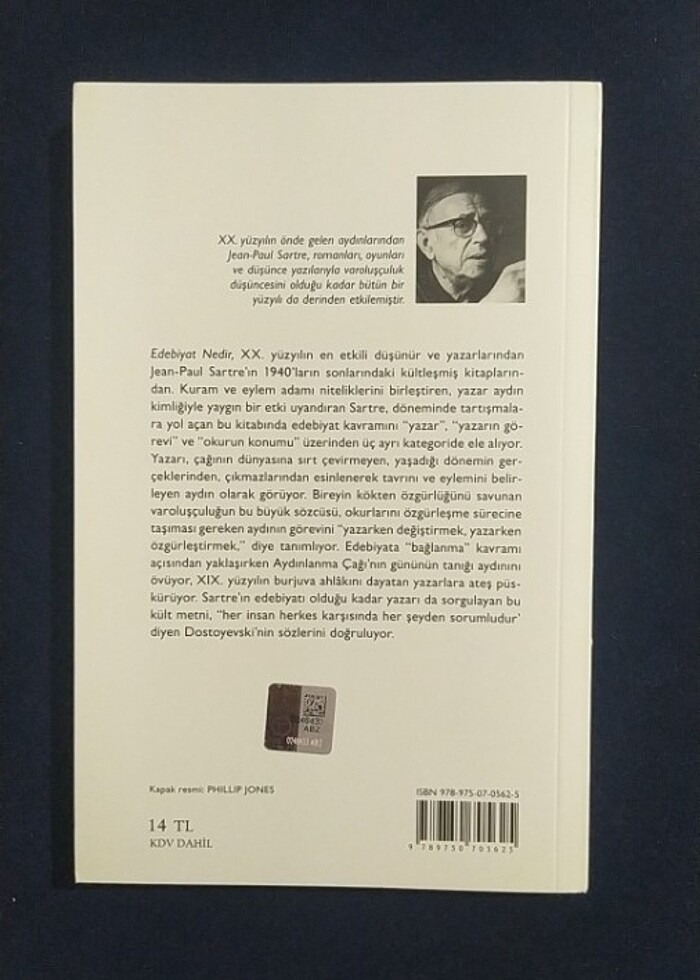 XX. yüzyılın önde gelen aydınlarından
Jean-Paul Sartre, romanları, oyunları
ve düşünce yazılarıyla varoluşçuluk
düşüncesini olduğu kadar bütün bir
yüzyılı da derinden etkilemiştir.
Edebiyat Nedir, XX. yüzyılın en etkili düşünür ve yazarlarından
Jean-Paul Sartre'ın 1940'ların sonlarındaki kültleşmiş kitapların-
dan. Kuram ve eylem adamı niteliklerini birleştiren, yazar aydın
kimliğiyle yaygın bir etki uyandıran Sartre, döneminde tartışmala-
ra yol açan bu kitabında edebiyat kavramını "yazar", "yazarın gö-
revi" ve "okurun konumu" üzerinden üç ayrı kategoride ele alıyor.
Yazarı, çağının dünyasına sırt çevirmeyen, yaşadığı dönemin ger-
çeklerinden, çıkmazlarından esinlenerek tavrını ve eylemini belir-
leyen aydın olarak görüyor. Bireyin kökten özgürlüğünü savunan
varoluşçuluğun bu büyük sözcüsü, okurlarını özgürleşme sürecine
taşıması gereken aydının görevini "yazarken değiştirmek, yazarken
özgürleştirmek," diye tanımlıyor. Edebiyata "bağlanma" kavramı
açısından yaklaşırken Aydınlanma Çağı'nın gününün tanığı aydınını
övüyor, XIX. yüzyılın burjuva ahlâkını dayatan yazarlara ateş püs-
kürüyor. Sartre'ın edebiyatı olduğu kadar yazarı da sorgulayan bu
kült metni, "her insan herkes karşısında her şeyden sorumludur'
diyen Dostoyevski'nin sözlerini doğruluyor.
ABZ
Kapak resmi: PHILLIP JONES
ISBN 978-975-07-0562-5
14 TL
KDV DAHİL
9 789750 705625